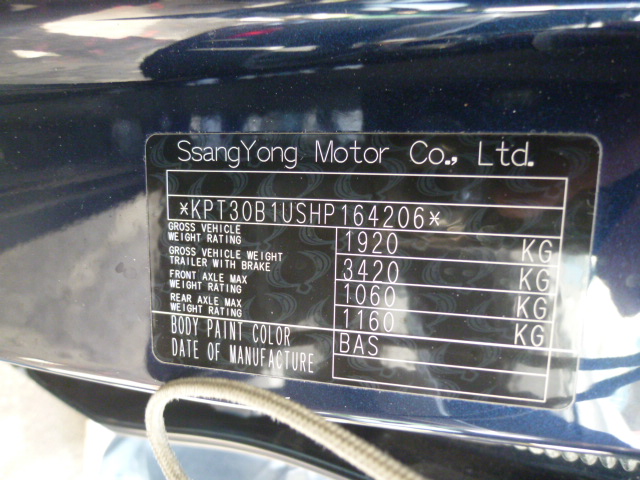 SsangYong Motor Co., Ltd.
*KPT30B1USHP164206*
GROSS VEHICLE
WEIGHT RATING 1920 KG
GROSS VEHICLE WEIGHT
TRAILER WITH BRAKE 3420
FRONT AXLE MAX
WEIGHT RATING 1060 KG
REAR AXLE MAX
WEIGHT RATING 1160 KG
BODY PAINT COLOR BAS
DATE OF MANUFACTURE